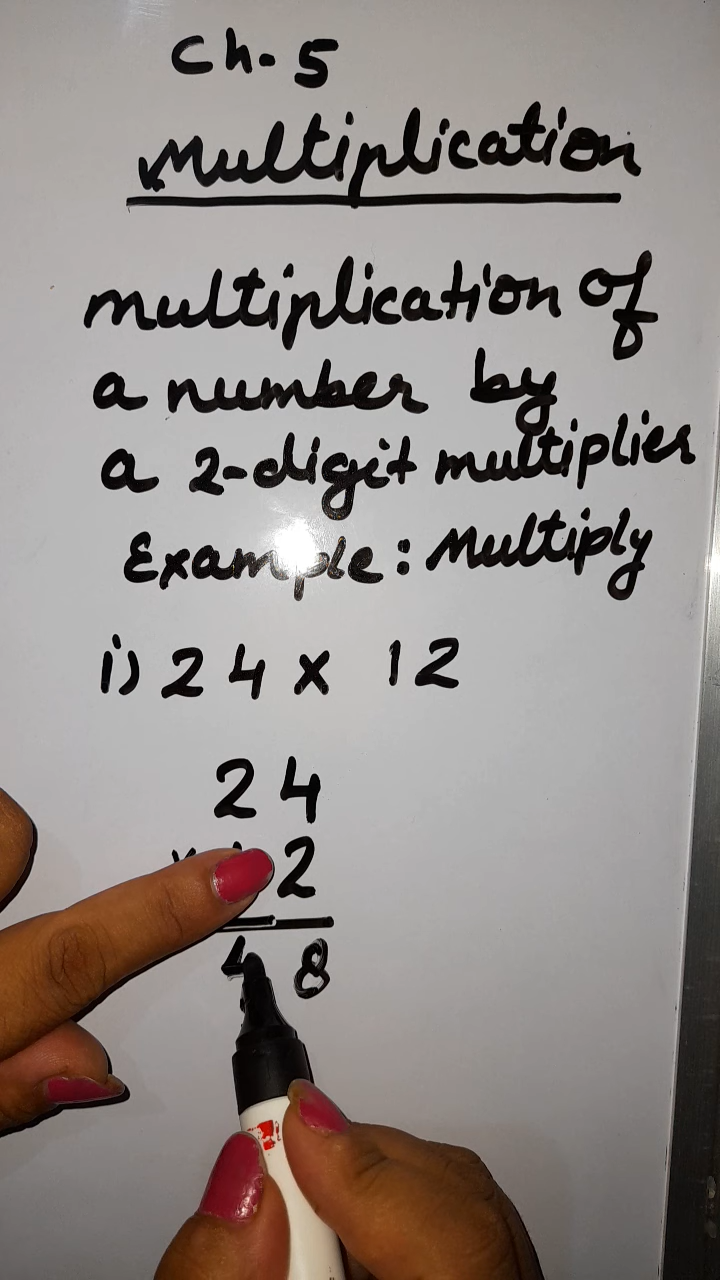 Ch-5
Multiplication
multiplication of
a number by
a 2-digit multiplier
Example: Multiply
i) 24 x 12
24
x 2
48